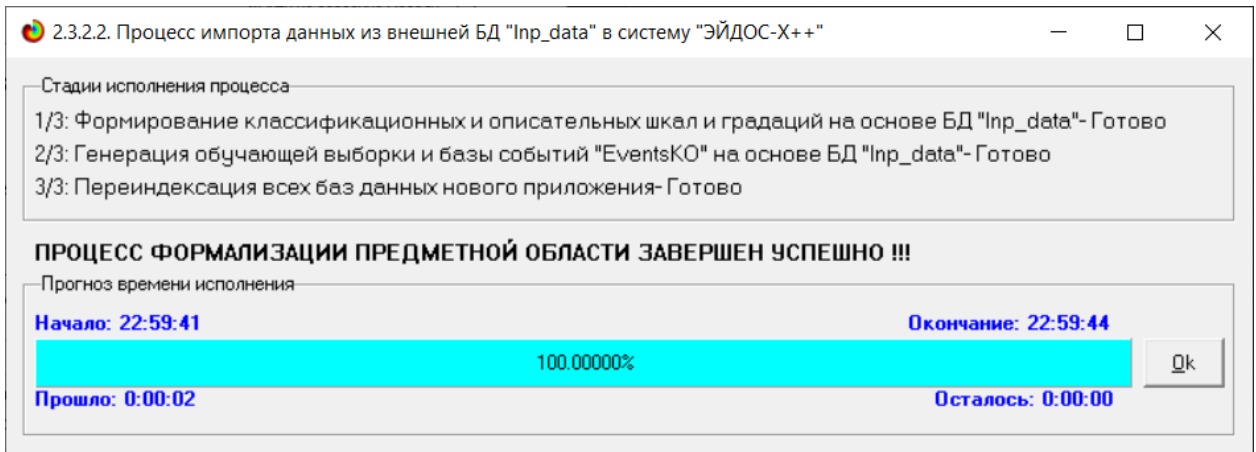 2.3.2.2. Процесс импорта данных из внешней БД "Inp_data" в систему "ЭЙДОС-X++"
Стадии исполнения процесса
1/3: Формирование классификационных и описательных шкал и градаций на основе БД "Inp_data"- Готово
2/3: Генерация обучающей выборки и базы событий "EventsKO" на основе БД "Inp_data"- Готово
3/3: Переиндексация всех баз данных нового приложения- Готово
ПРОЦЕСС ФОРМАЛИЗАЦИИ ПРЕДМЕТНОЙ ОБЛАСТИ ЗАВЕРШЕН УСПЕШНО !!!
Прогноз времени исполнения
Начало: 22:59:41 Окончание: 22:59:44
100.00000% Ok
Прошло: 0:00:02 Осталось: 0:00:00